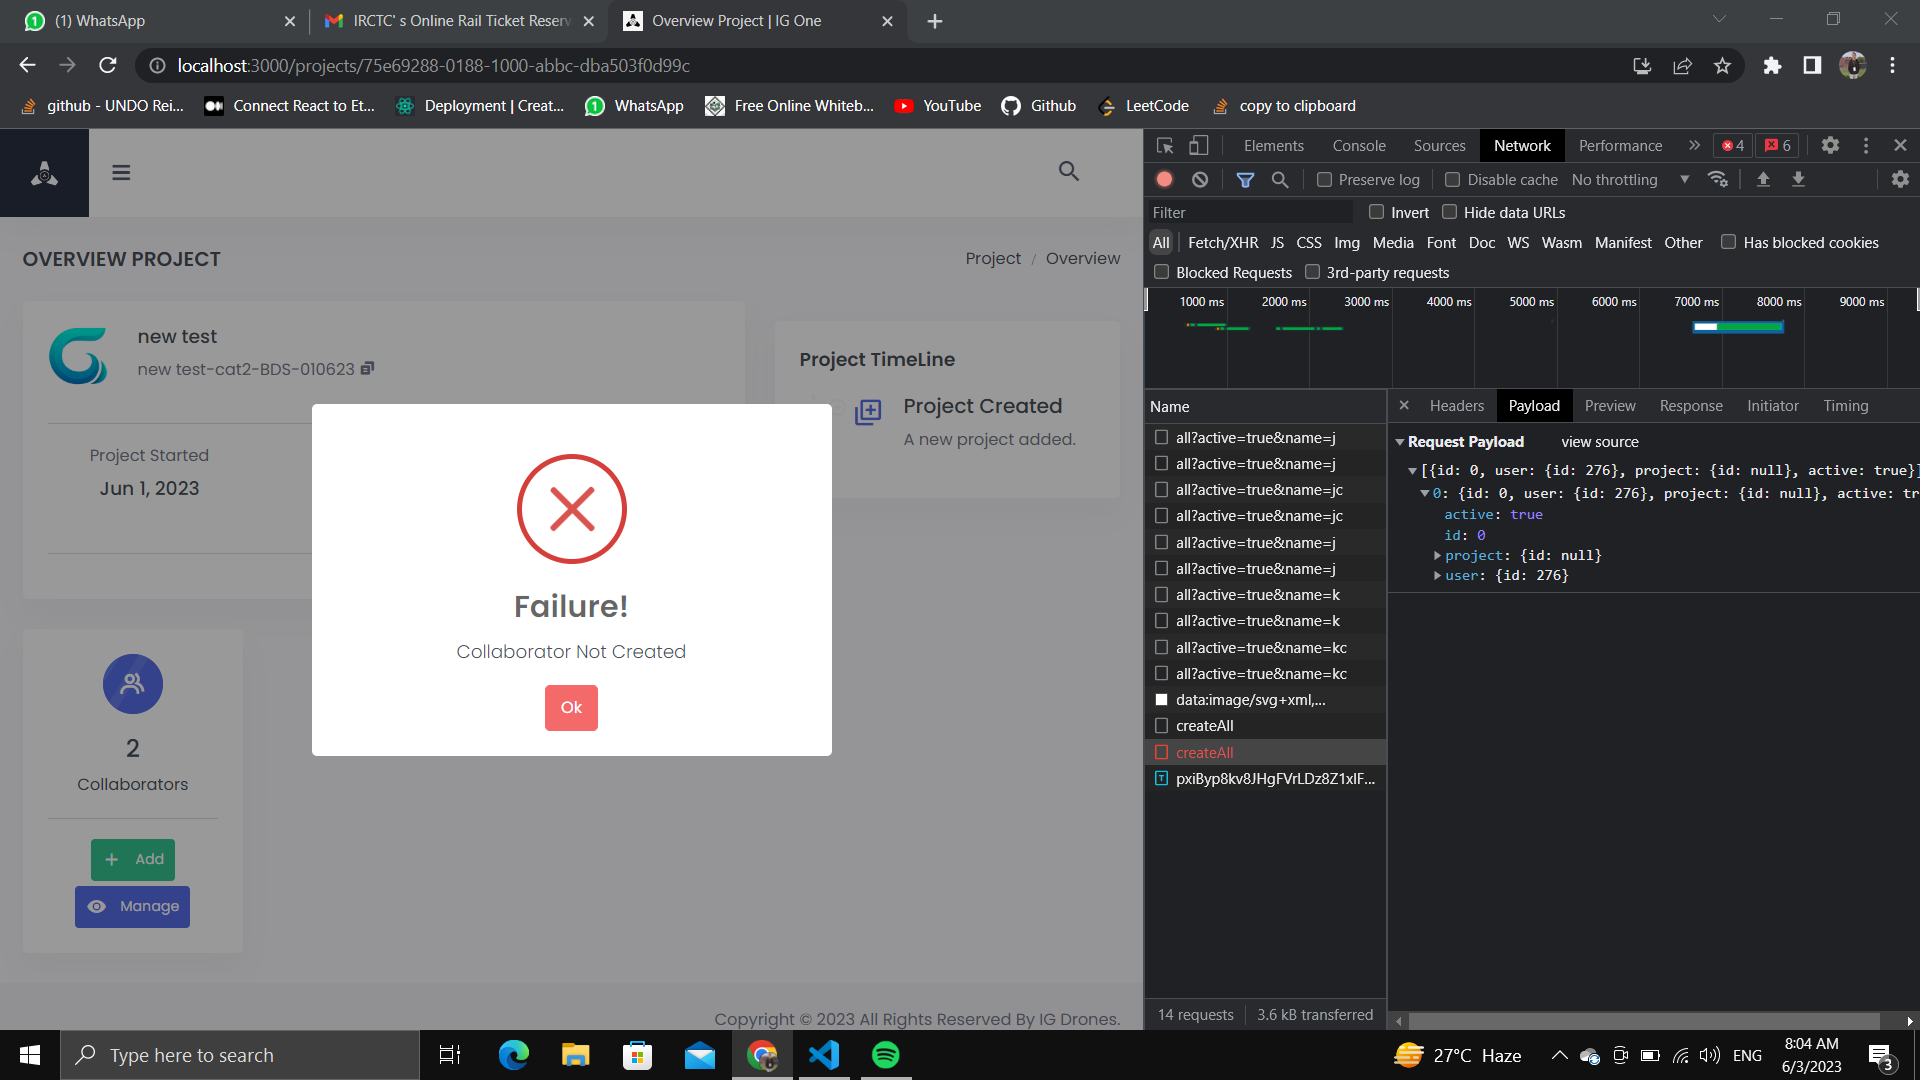 (1) WhatsApp
IRCTC' s Online Rail Ticket Reserv
Overview Project | IG One
localhost:3000/projects/75e69288-0188-1000-abbc-dba503f0d99c
github - UNDO Rei...
Connect React to Et...
Deployment | Creat...
WhatsApp
Free Online Whiteb...
YouTube
Github
LeetCode
copy to clipboard
OVERVIEW PROJECT
Project / Overview
new test
new test-cat2-BDS-010623
Project Started
Jun 1, 2023
Project TimeLine
Project Created
A new project added.
Failure!
Collaborator Not Created
Ok
2
Collaborators
+ Add
Manage
Copyright © 2023 All Rights Reserved By IG Drones.
Elements Console Sources Network Performance » 4 6
Preserve log Disable cache No throttling
Filter Invert Hide data URLs
All Fetch/XHR JS CSS Img Media Font Doc WS Wasm Manifest Other Has blocked cookies
Blocked Requests 3rd-party requests
1000 ms 2000 ms 3000 ms 4000 ms 5000 ms 6000 ms 7000 ms 8000 ms 9000 ms
Name
all?active=true&name=j
all?active=true&name=j
all?active=true&name=jc
all?active=true&name=jc
all?active=true&name=j
all?active=true&name=j
all?active=true&name=k
all?active=true&name=k
all?active=true&name=kc
all?active=true&name=kc
data:image/svg+xml,...
createAll
createAll
pxiByp8kv8JHgFVrLDz8Z1xlF...
14 requests 3.6 kB transferred
Headers Payload Preview Response Initiator Timing
Request Payload view source
[{id: 0, user: {id: 276}, project: {id: null}, active: true}]
0: {id: 0, user: {id: 276}, project: {id: null}, active: tr
active: true
id: 0
project: {id: null}
user: {id: 276}
Type here to search
27°C Haze
ENG
8:04 AM
6/3/2023
3